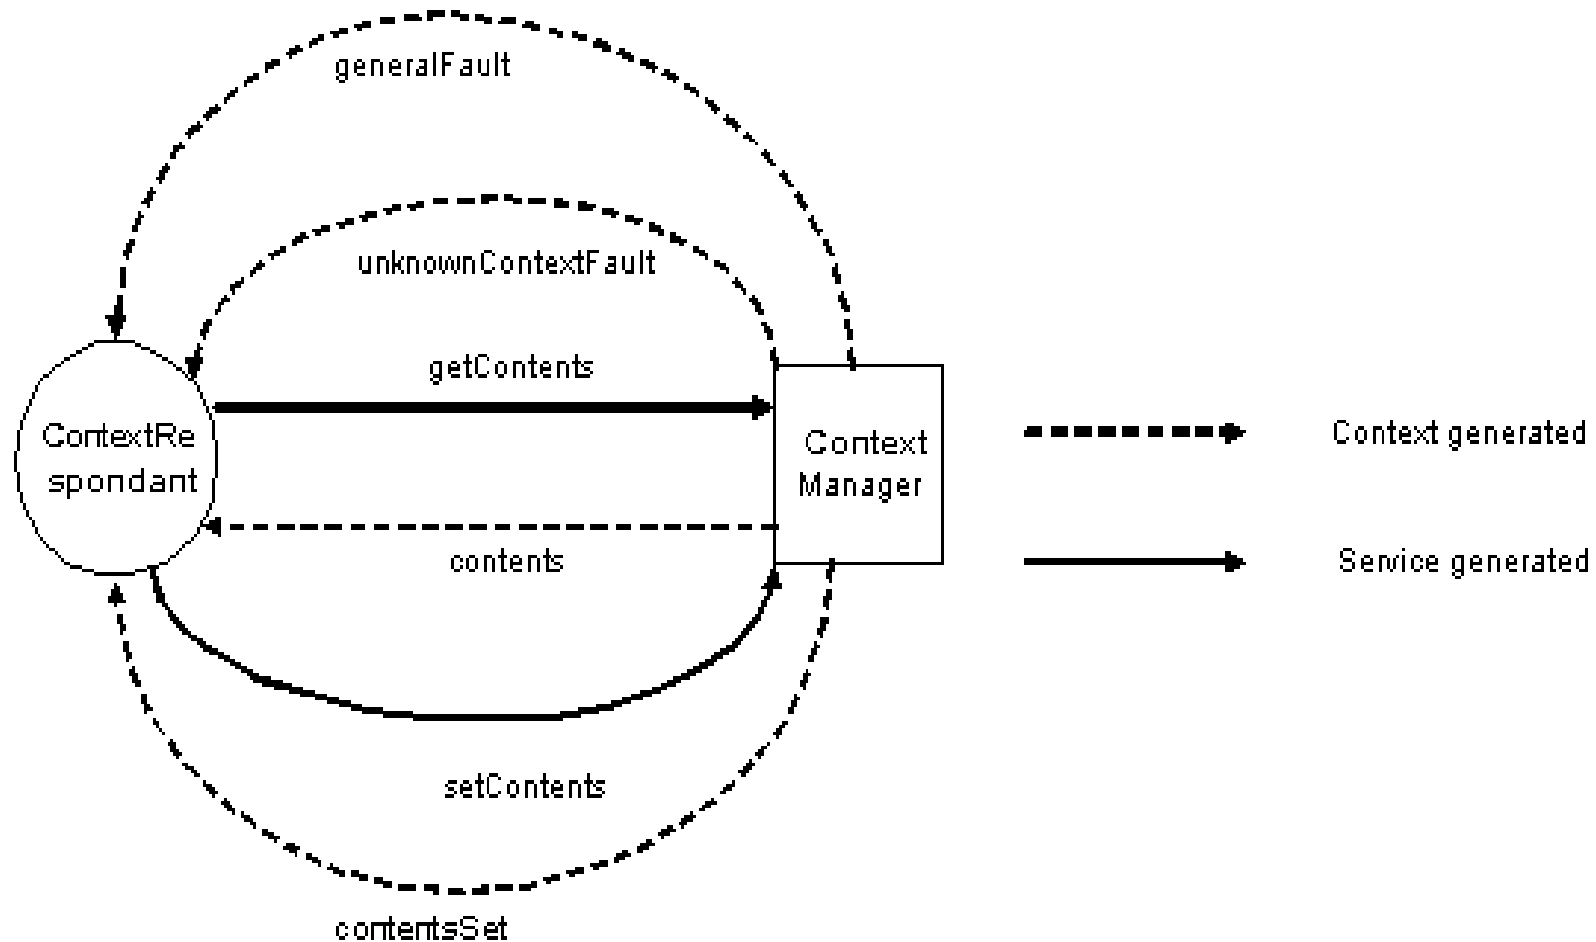 generalFault
unknownContextFault
getContents
ContextRe
spondant
Context
Manager
Context generated
contents
Service generated
setContents
contentsSet